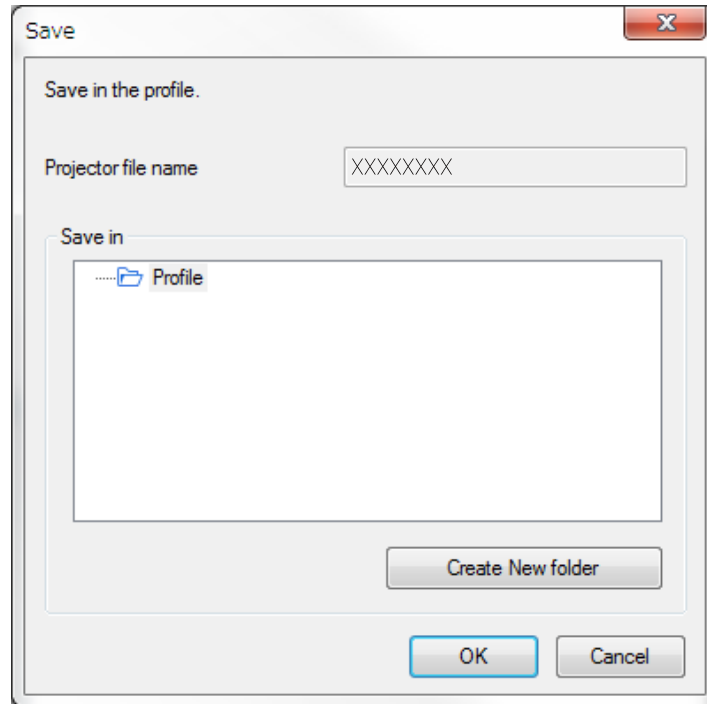 Save
Save in the profile.
Projector file name XXXXXXXX
Save in
Profile
Create New folder
OK Cancel